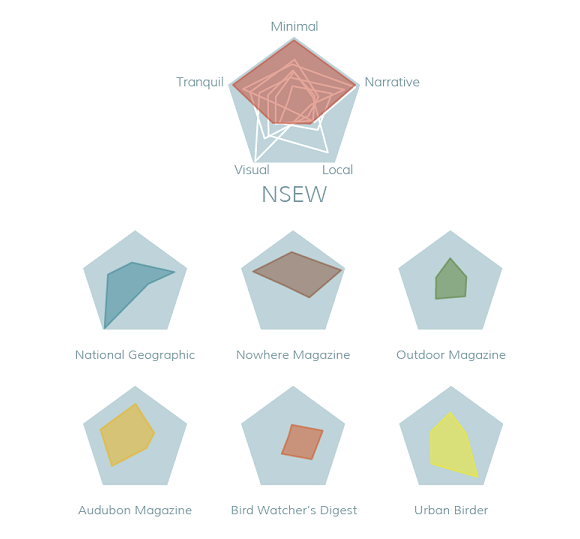 Minimal
Tranquil
Narrative
Visual
Local
NSEW
National Geographic
Nowhere Magazine
Outdoor Magazine
Audubon Magazine
Bird Watcher's Digest
Urban Birder